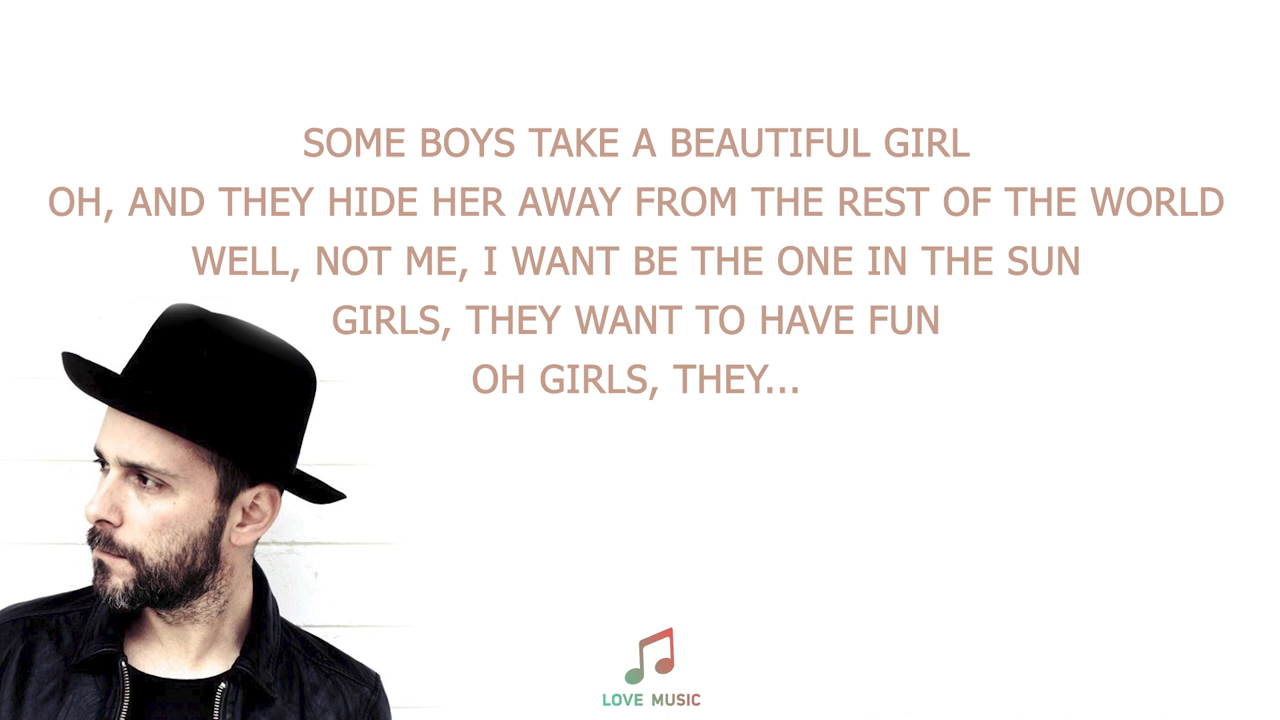 SOME BOYS TAKE A BEAUTIFUL GIRL
OH, AND THEY HIDE HER AWAY FROM THE REST OF THE WORLD
WELL, NOT ME, I WANT BE THE ONE IN THE SUN
GIRLS, THEY WANT TO HAVE FUN
OH GIRLS, THEY...
LOVE MUSIC